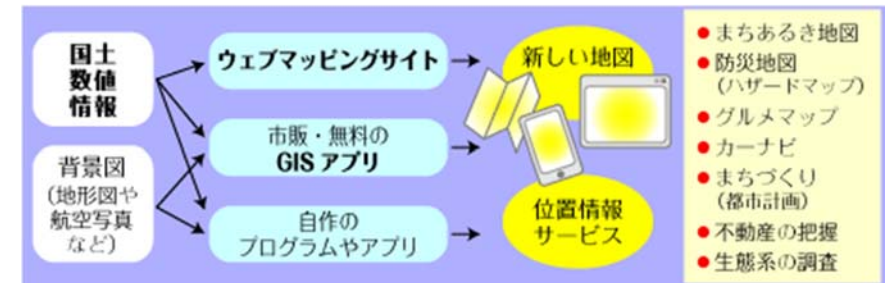 国土
数値
情報
背景図
(地形図や
航空写真
など)
ウェブマッピングサイト
市販・無料の
GIS アプリ
自作の
プログラムやアプリ
新しい地図
位置情報
サービス
● まちあるき地図
● 防災地図
(ハザードマップ)
● グルメマップ
● カーナビ
● まちづくり
(都市計画)
● 不動産の把握
● 生態系の調査